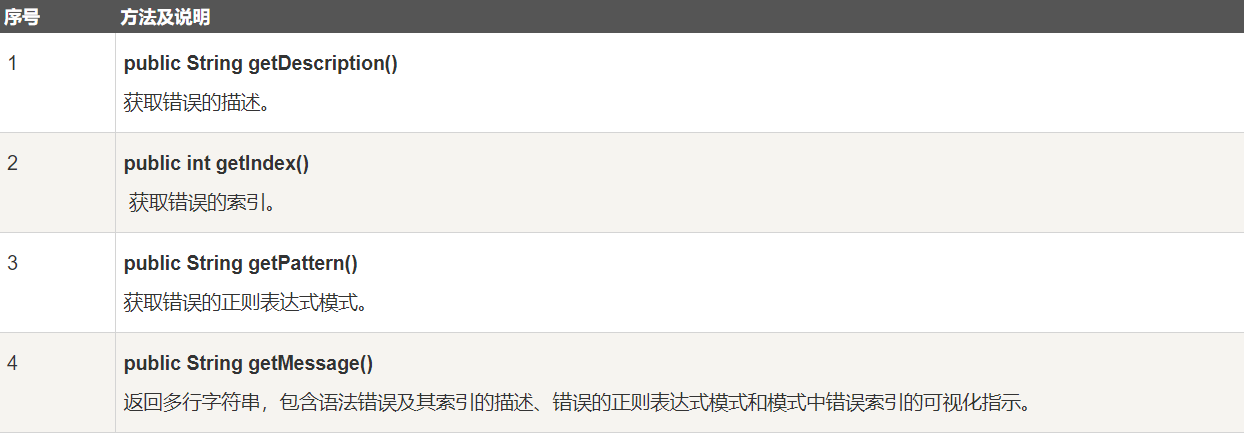 序号 方法及说明
1 public String getDescription()
获取错误的描述。
2 public int getIndex()
获取错误的索引。
3 public String getPattern()
获取错误的正则表达式模式。
4 public String getMessage()
返回多行字符串，包含语法错误及其索引的描述、错误的正则表达式模式和模式中错误索引的可视化指示。